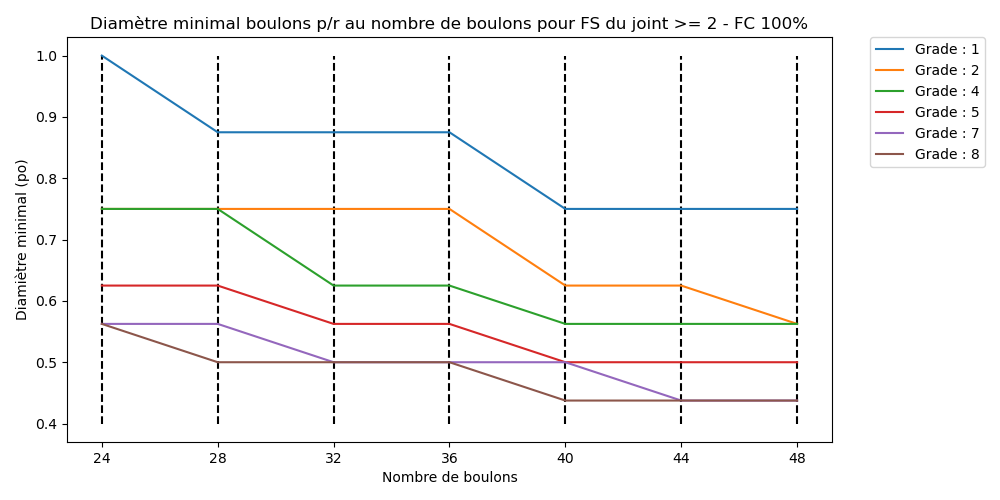 Diamètre minimal boulons p/r au nombre de boulons pour FS du joint >= 2 - FC 100%
Grade : 1
Grade : 2
Grade : 4
Grade : 5
Grade : 7
Grade : 8
Diamiètre minimal (po)
1.0
0.9
0.8
0.7
0.6
0.5
0.4
24 28 32 36 40 44 48
Nombre de boulons